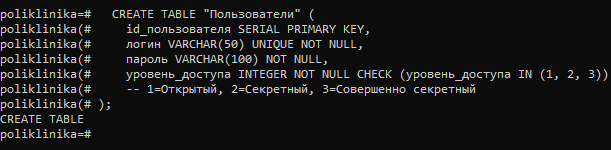 poliklinika=#   CREATE TABLE "Пользователи" (
poliklinika(#     id_пользователя SERIAL PRIMARY KEY,
poliklinika(#     логин VARCHAR(50) UNIQUE NOT NULL,
poliklinika(#     пароль VARCHAR(100) NOT NULL,
poliklinika(#     уровень_доступа INTEGER NOT NULL CHECK (уровень_доступа IN (1, 2, 3))
poliklinika(#     -- 1=Открытый, 2=Секретный, 3=Совершенно секретный
poliklinika(# );
CREATE TABLE
poliklinika=#